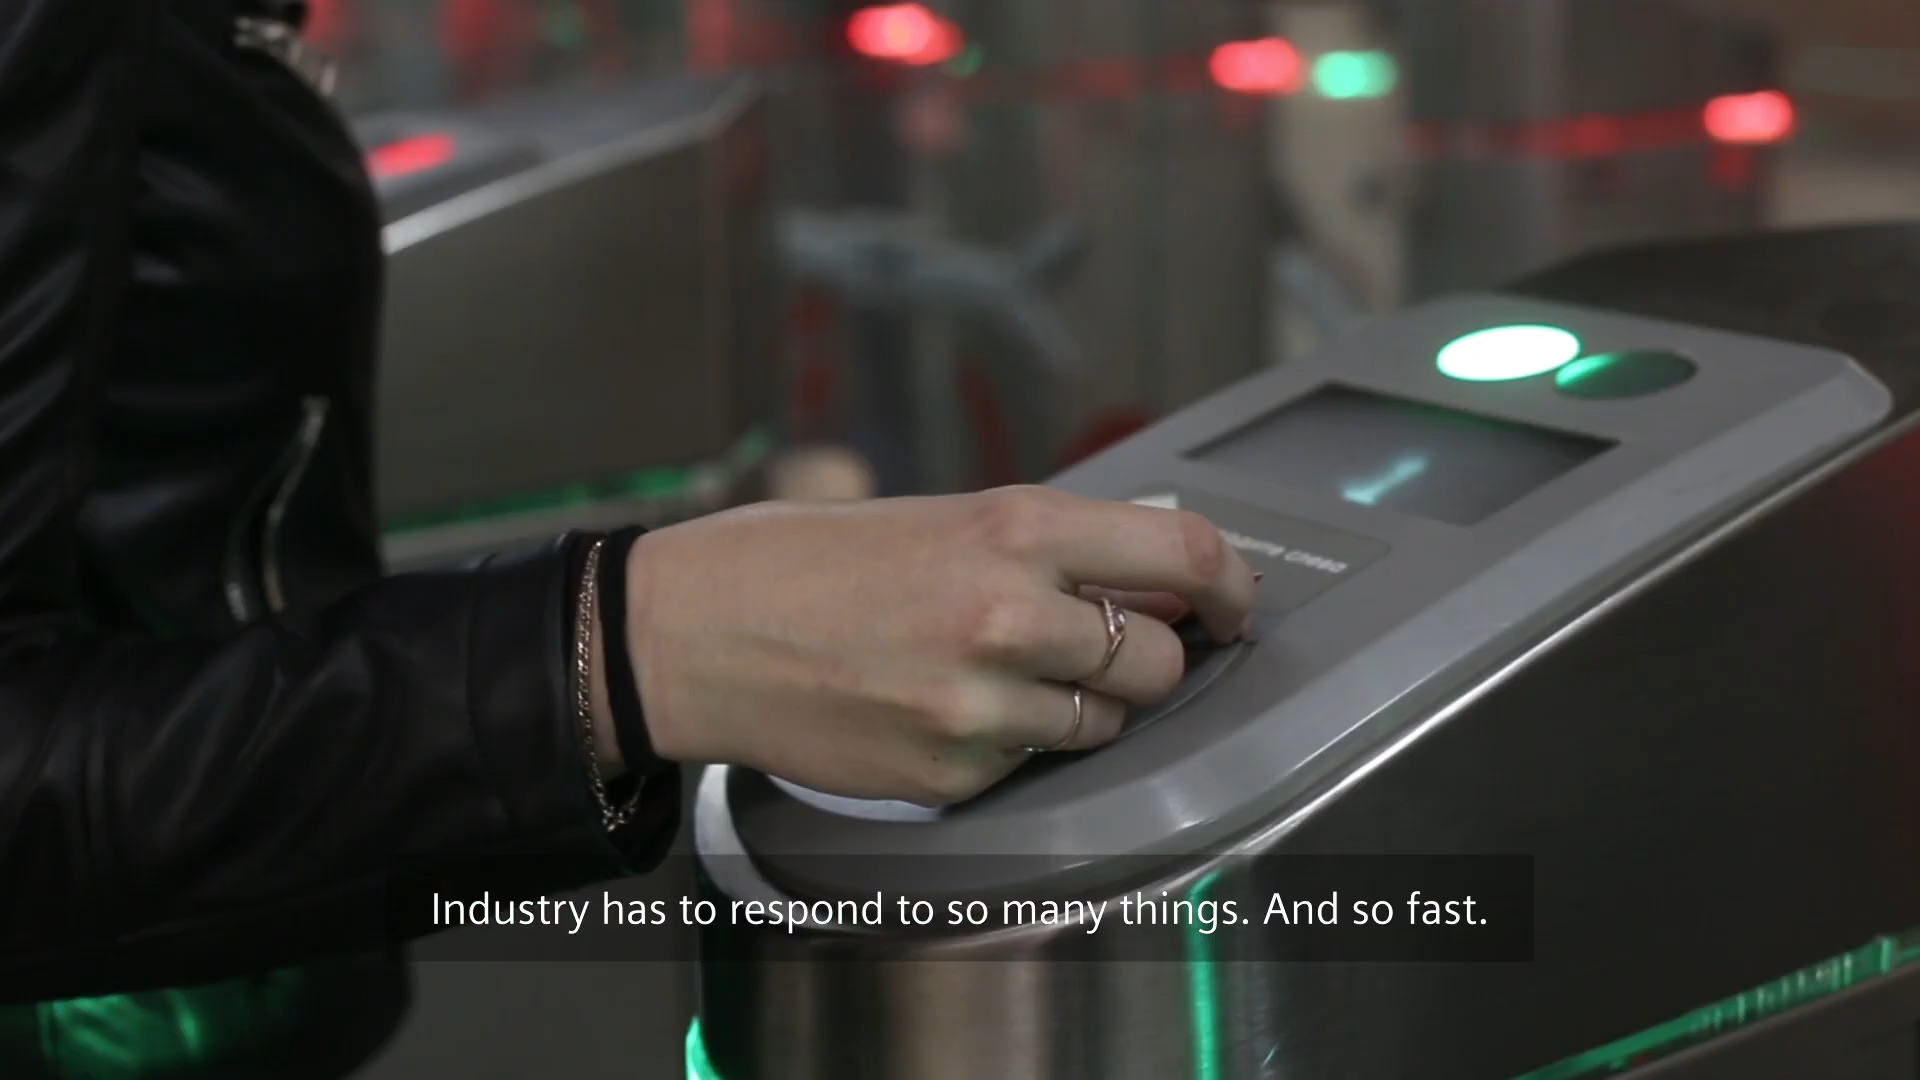 Industry has to respond to so many things. And so fast.